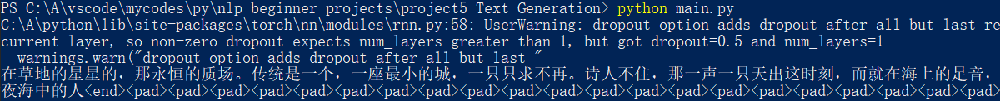 PS C:\A\vscode\mycodes\py\nlp-beginner-projects\project5-Text Generation> python main.py
C:\A\python\lib\site-packages\torch\nn\modules\rnn.py:58: UserWarning: dropout option adds dropout after all but last re
current layer, so non-zero dropout expects num_layers greater than 1, but got dropout=0.5 and num_layers=1
  warnings.warn("dropout option adds dropout after all but last "
在草地的星星的，那永恒的质场。传统是一个，一座最小的城，一只只求不再。诗人不住，那一声一只天出这时刻，而就在海上的足音，
夜海中的人<end><pad><pad><pad><pad><pad><pad><pad><pad><pad><pad><pad><pad><pad><pad><pad><pad><pad><pad><pad><pad><pad>